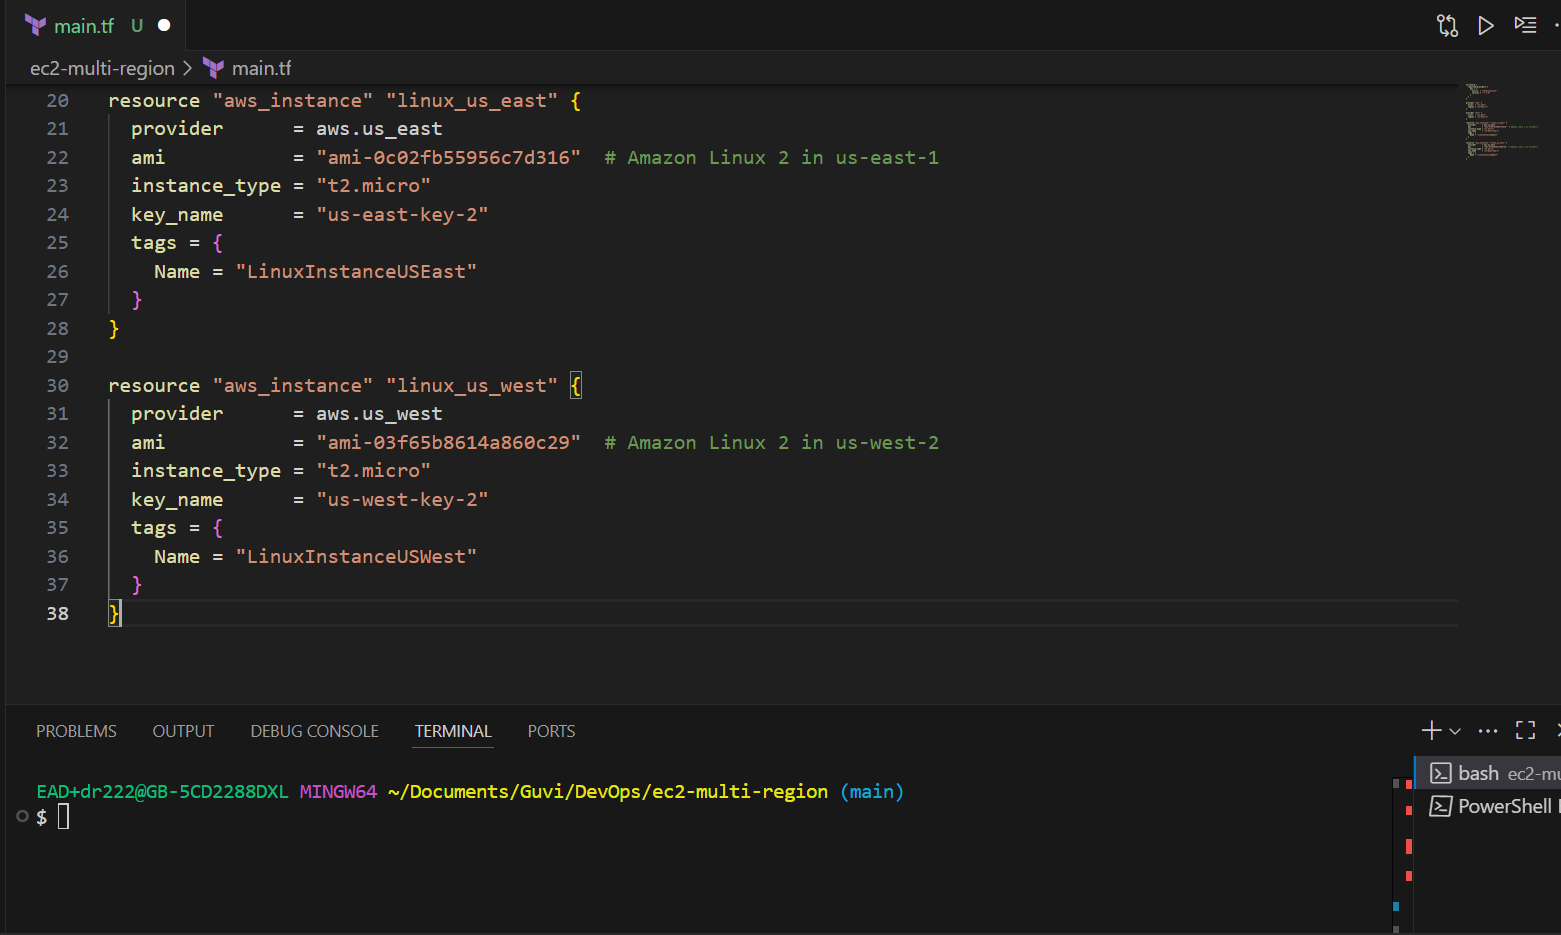 main.tf U
ec2-multi-region > main.tf
20 resource "aws_instance" "linux_us_east" {
21   provider      = aws.us_east
22   ami           = "ami-0c02fb55956c7d316"  # Amazon Linux 2 in us-east-1
23   instance_type = "t2.micro"
24   key_name      = "us-east-key-2"
25   tags = {
26     Name = "LinuxInstanceUSEast"
27   }
28 }
29
30 resource "aws_instance" "linux_us_west" {
31   provider      = aws.us_west
32   ami           = "ami-03f65b8614a860c29"  # Amazon Linux 2 in us-west-2
33   instance_type = "t2.micro"
34   key_name      = "us-west-key-2"
35   tags = {
36     Name = "LinuxInstanceUSWest"
37   }
38 }
PROBLEMS OUTPUT DEBUG CONSOLE TERMINAL PORTS
EAD+dr222@GB-5CD2288DXL MINGW64 ~/Documents/Guvi/DevOps/ec2-multi-region (main)
$
bash ec2-mu
PowerShell